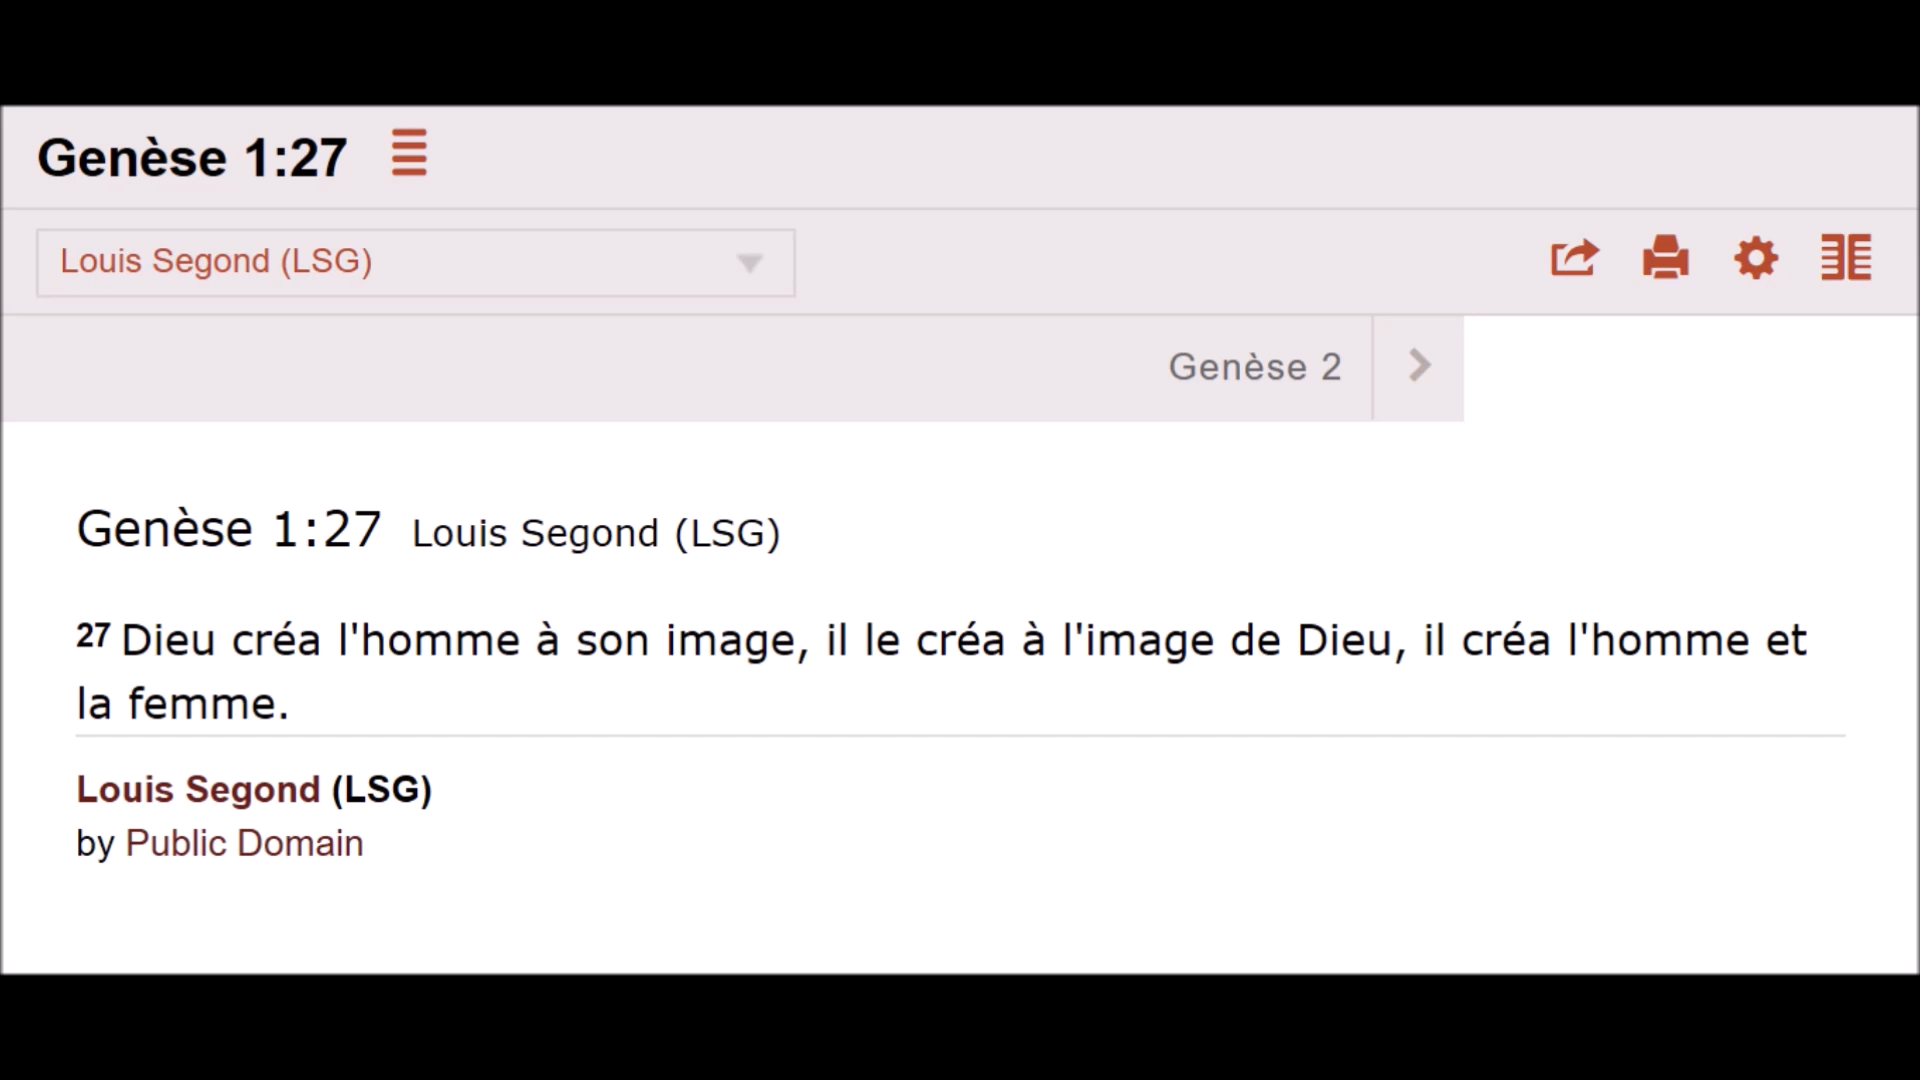 Genèse 1:27
Louis Segond (LSG)
Genèse 2
Genèse 1:27 Louis Segond (LSG)
27 Dieu créa l'homme à son image, il le créa à l'image de Dieu, il créa l'homme et
la femme.
Louis Segond (LSG)
by Public Domain